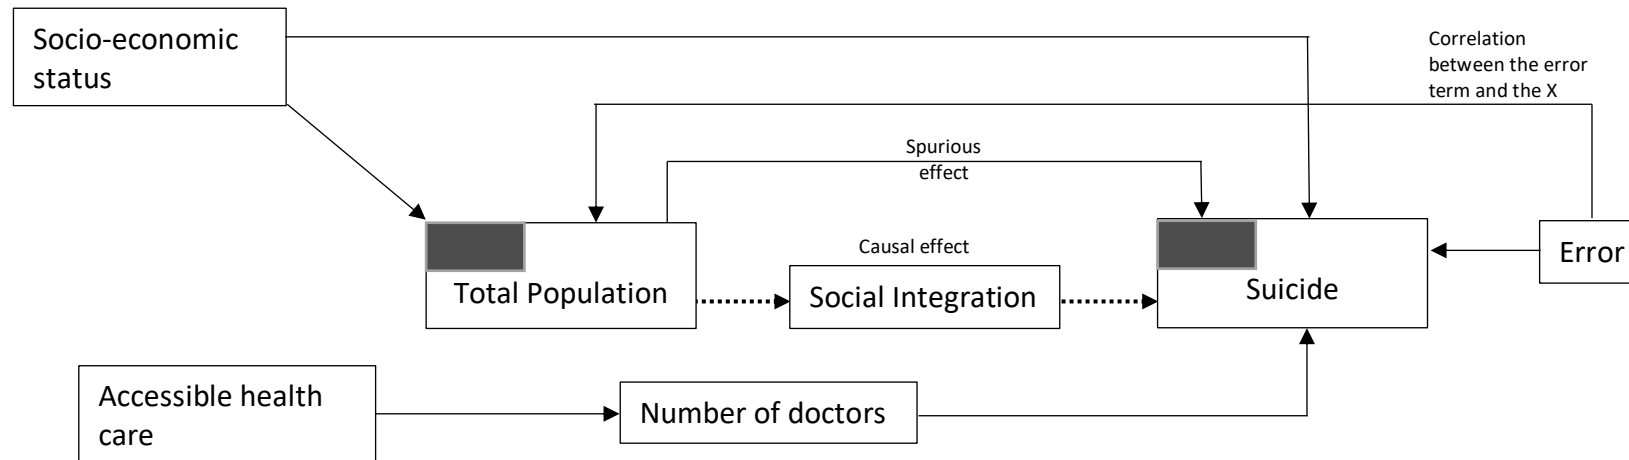 Socio-economic
status
Correlation
between the error
term and the X
Spurious
effect
Causal effect
Total Population
Social Integration
Suicide
Error
Accessible health
care
Number of doctors